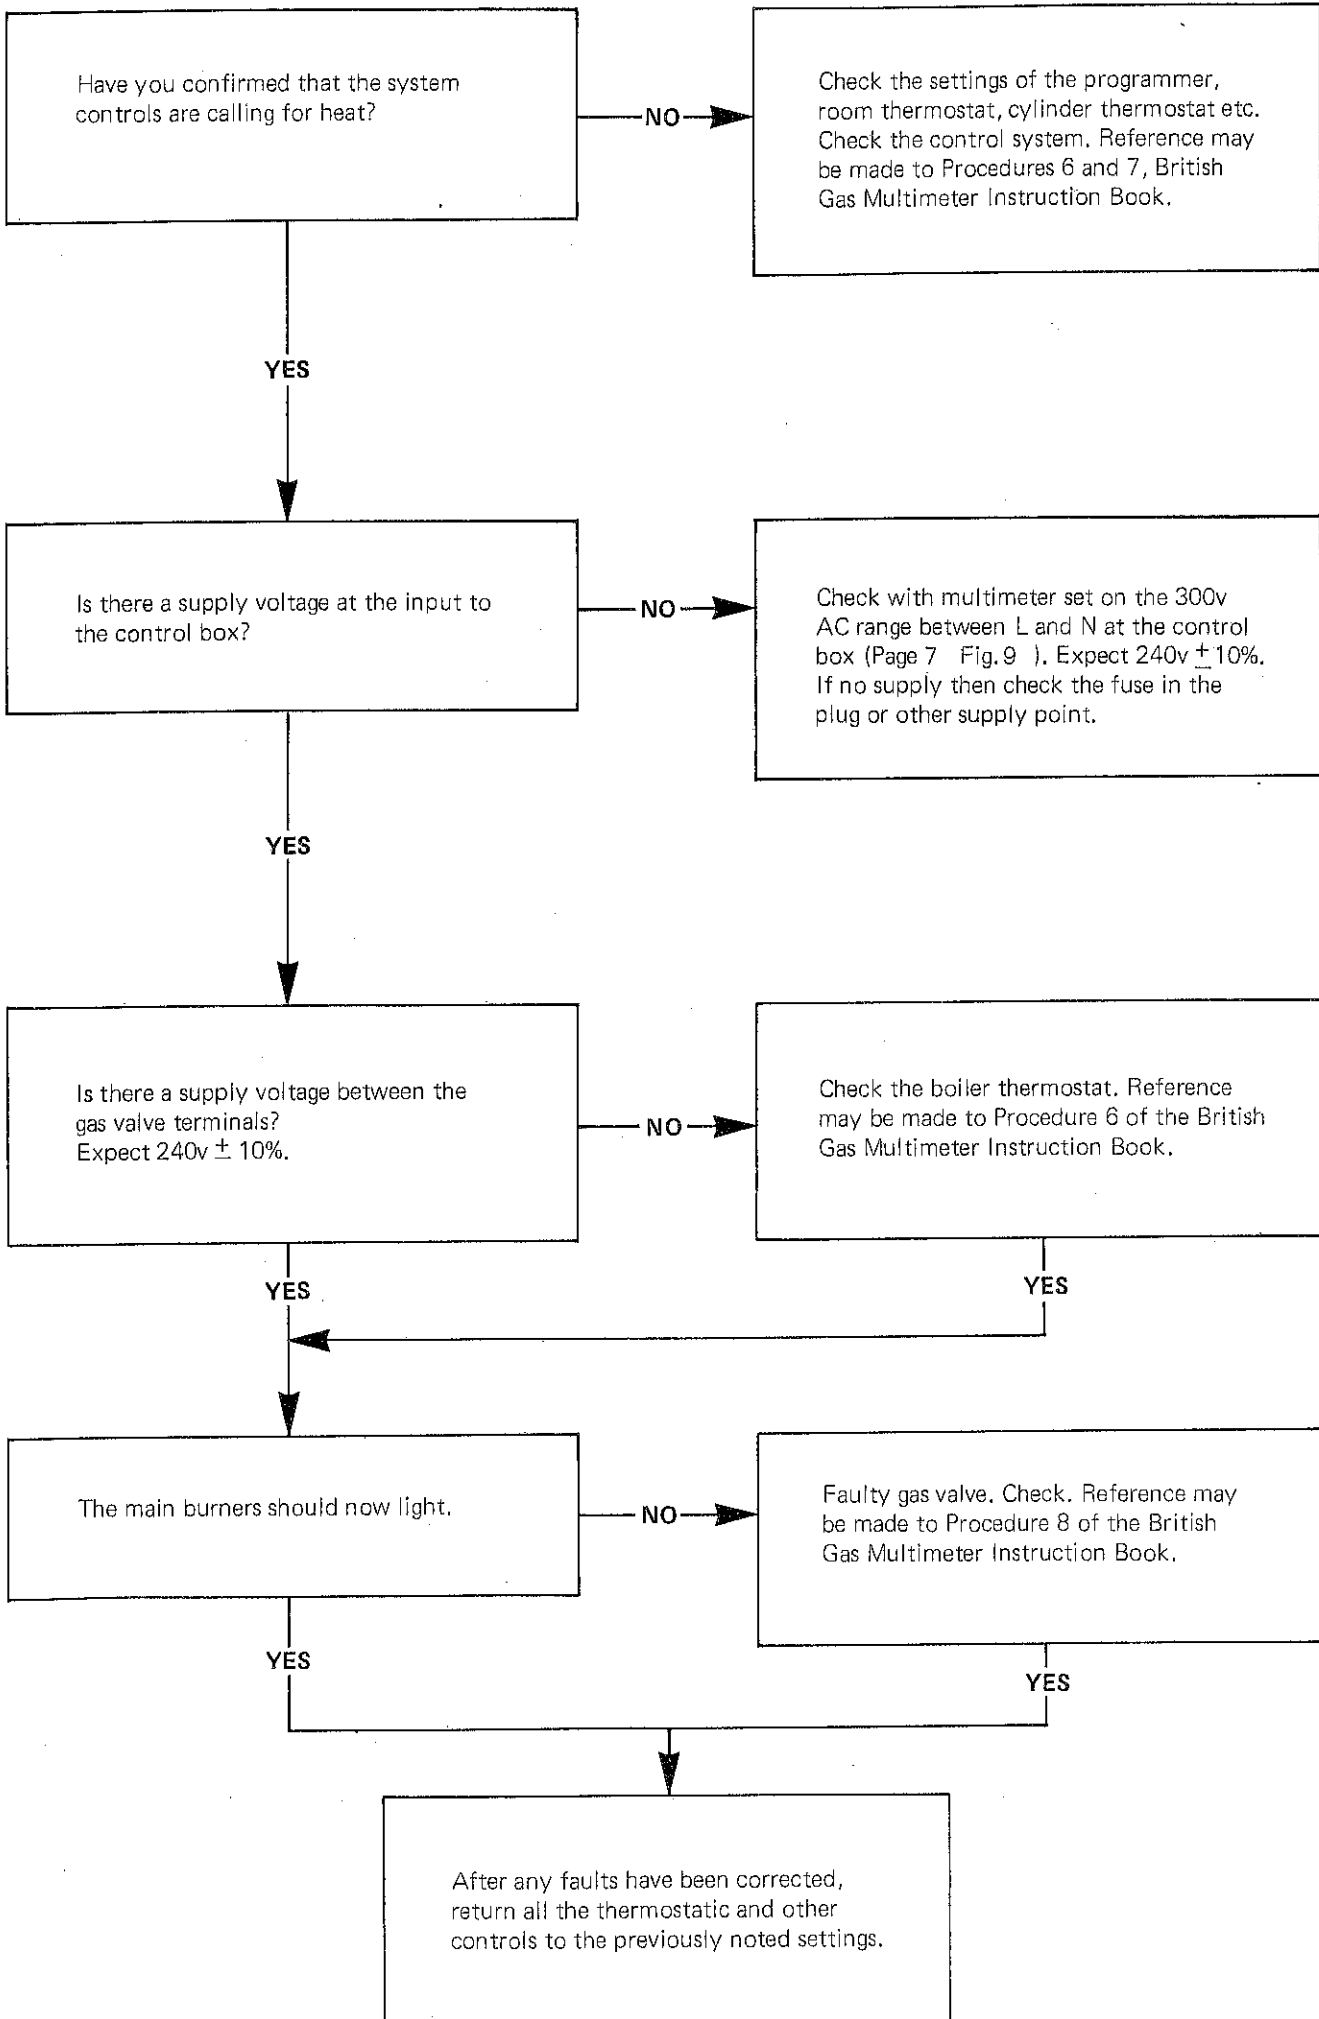 Have you confirmed that the system
controls are calling for heat?
NO
Check the settings of the programmer,
room thermostat, cylinder thermostat etc.
Check the control system. Reference may
be made to Procedures 6 and 7, British
Gas Multimeter Instruction Book.
YES
Is there a supply voltage at the input to
the control box?
NO
Check with multimeter set on the 300v
AC range between L and N at the control
box (Page 7 Fig. 9 ). Expect 240v ± 10%.
If no supply then check the fuse in the
plug or other supply point.
YES
Is there a supply voltage between the
gas valve terminals?
Expect 240v ± 10%.
NO
Check the boiler thermostat. Reference
may be made to Procedure 6 of the British
Gas Multimeter Instruction Book.
YES
YES
The main burners should now light.
NO
Faulty gas valve. Check. Reference may
be made to Procedure 8 of the British
Gas Multimeter Instruction Book.
YES
YES
After any faults have been corrected,
return all the thermostatic and other
controls to the previously noted settings.